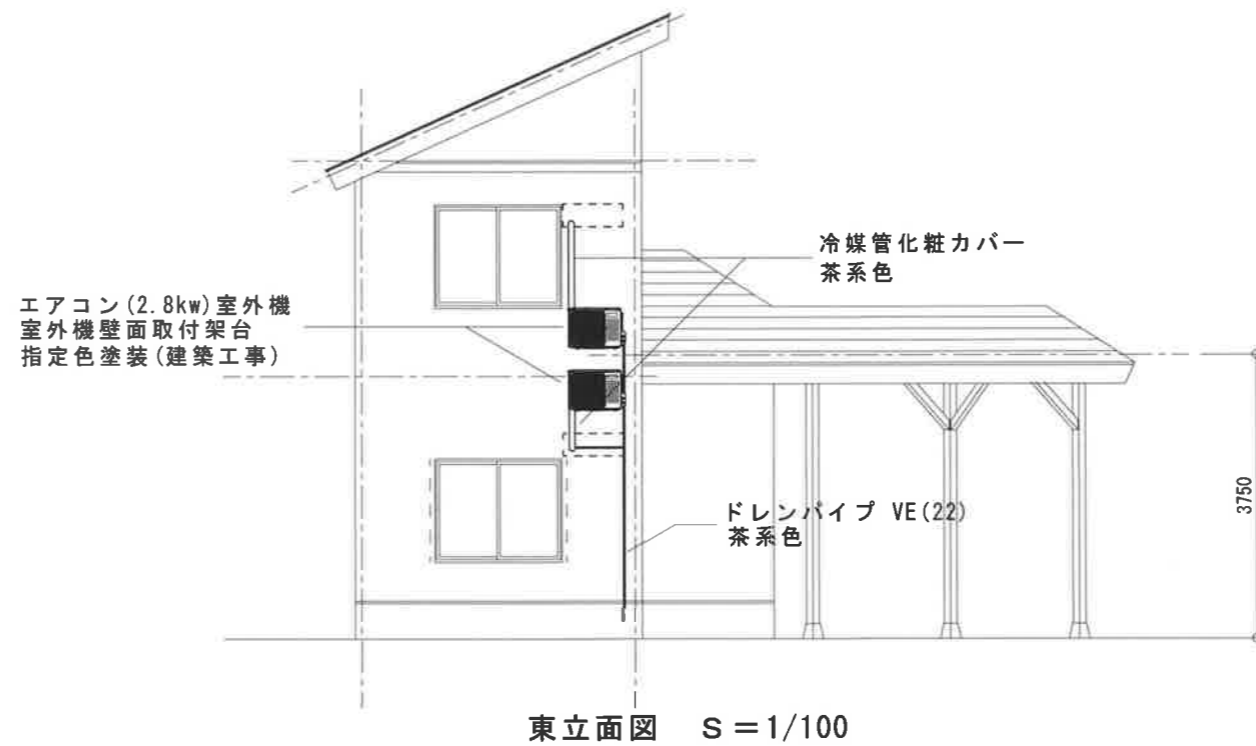 冷媒管化粧カバー
茶系色
エアコン(2.8kw)室外機
室外機壁面取付架台
指定色塗装(建築工事)
ドレンパイプ VE(22)
茶系色
3750
東立面図 S=1/100